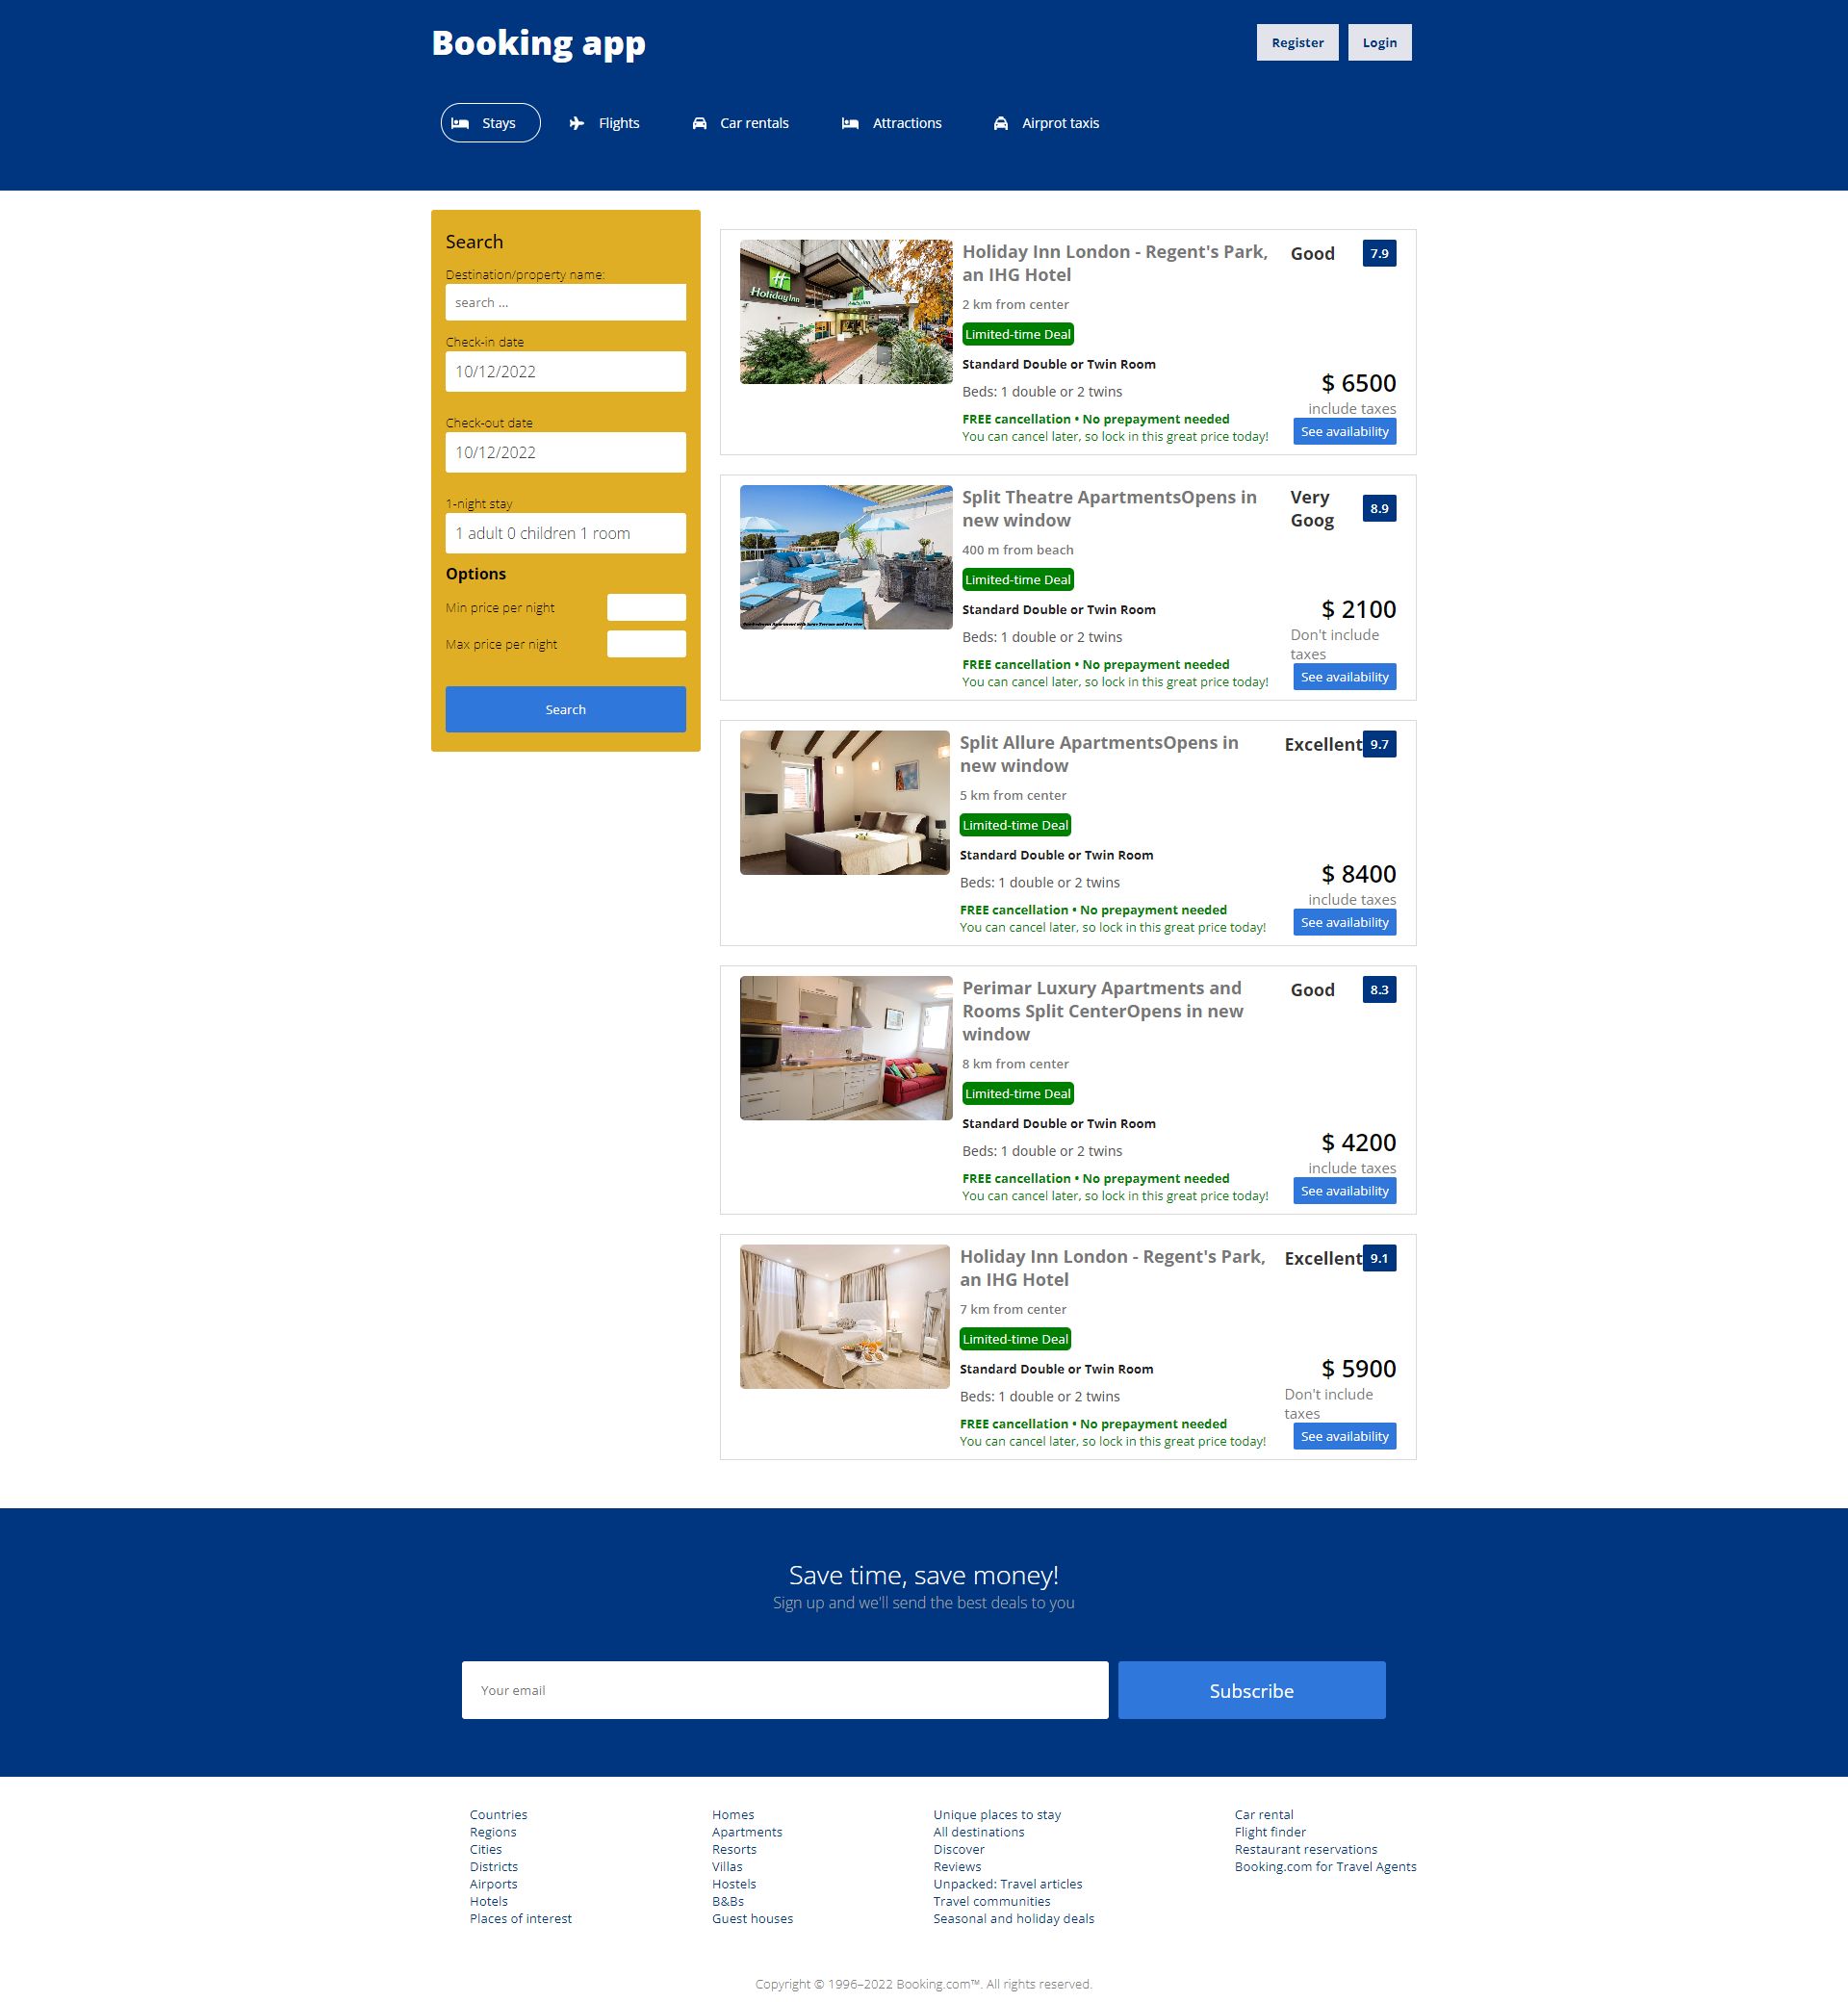 Booking app
Register
Login
Stays
Flights
Car rentals
Attractions
Airprot taxis
Search
Destination/property name:
search ...
Check-in date
10/12/2022
Check-out date
10/12/2022
1-night stay
1 adult 0 children 1 room
Options
Min price per night
Max price per night
Search
Holiday Inn
Holiday Inn
Holiday Inn London - Regent's Park,
an IHG Hotel
2 km from center
Limited-time Deal
Standard Double or Twin Room
Beds: 1 double or 2 twins
FREE cancellation • No prepayment needed
You can cancel later, so lock in this great price today!
Good
7.9
$ 6500
include taxes
See availability
Split Theatre ApartmentsOpens in
new window
400 m from beach
Limited-time Deal
Standard Double or Twin Room
Beds: 1 double or 2 twins
FREE cancellation • No prepayment needed
You can cancel later, so lock in this great price today!
Very
Goog
8.9
$ 2100
Don't include
taxes
See availability
Split Allure ApartmentsOpens in
new window
5 km from center
Limited-time Deal
Standard Double or Twin Room
Beds: 1 double or 2 twins
FREE cancellation • No prepayment needed
You can cancel later, so lock in this great price today!
Excellent
9.7
$ 8400
include taxes
See availability
Perimar Luxury Apartments and
Rooms Split CenterOpens in new
window
8 km from center
Limited-time Deal
Standard Double or Twin Room
Beds: 1 double or 2 twins
FREE cancellation • No prepayment needed
You can cancel later, so lock in this great price today!
Good
8.3
$ 4200
include taxes
See availability
Holiday Inn London - Regent's Park,
an IHG Hotel
7 km from center
Limited-time Deal
Standard Double or Twin Room
Beds: 1 double or 2 twins
FREE cancellation • No prepayment needed
You can cancel later, so lock in this great price today!
Excellent
9.1
$ 5900
Don't include
taxes
See availability
Save time, save money!
Sign up and we'll send the best deals to you
Your email
Subscribe
Countries
Regions
Cities
Districts
Airports
Hotels
Places of interest
Homes
Apartments
Resorts
Villas
Hostels
B&Bs
Guest houses
Unique places to stay
All destinations
Discover
Reviews
Unpacked: Travel articles
Travel communities
Seasonal and holiday deals
Car rental
Flight finder
Restaurant reservations
Booking.com for Travel Agents
Copyright © 1996–2022 Booking.com™. All rights reserved.